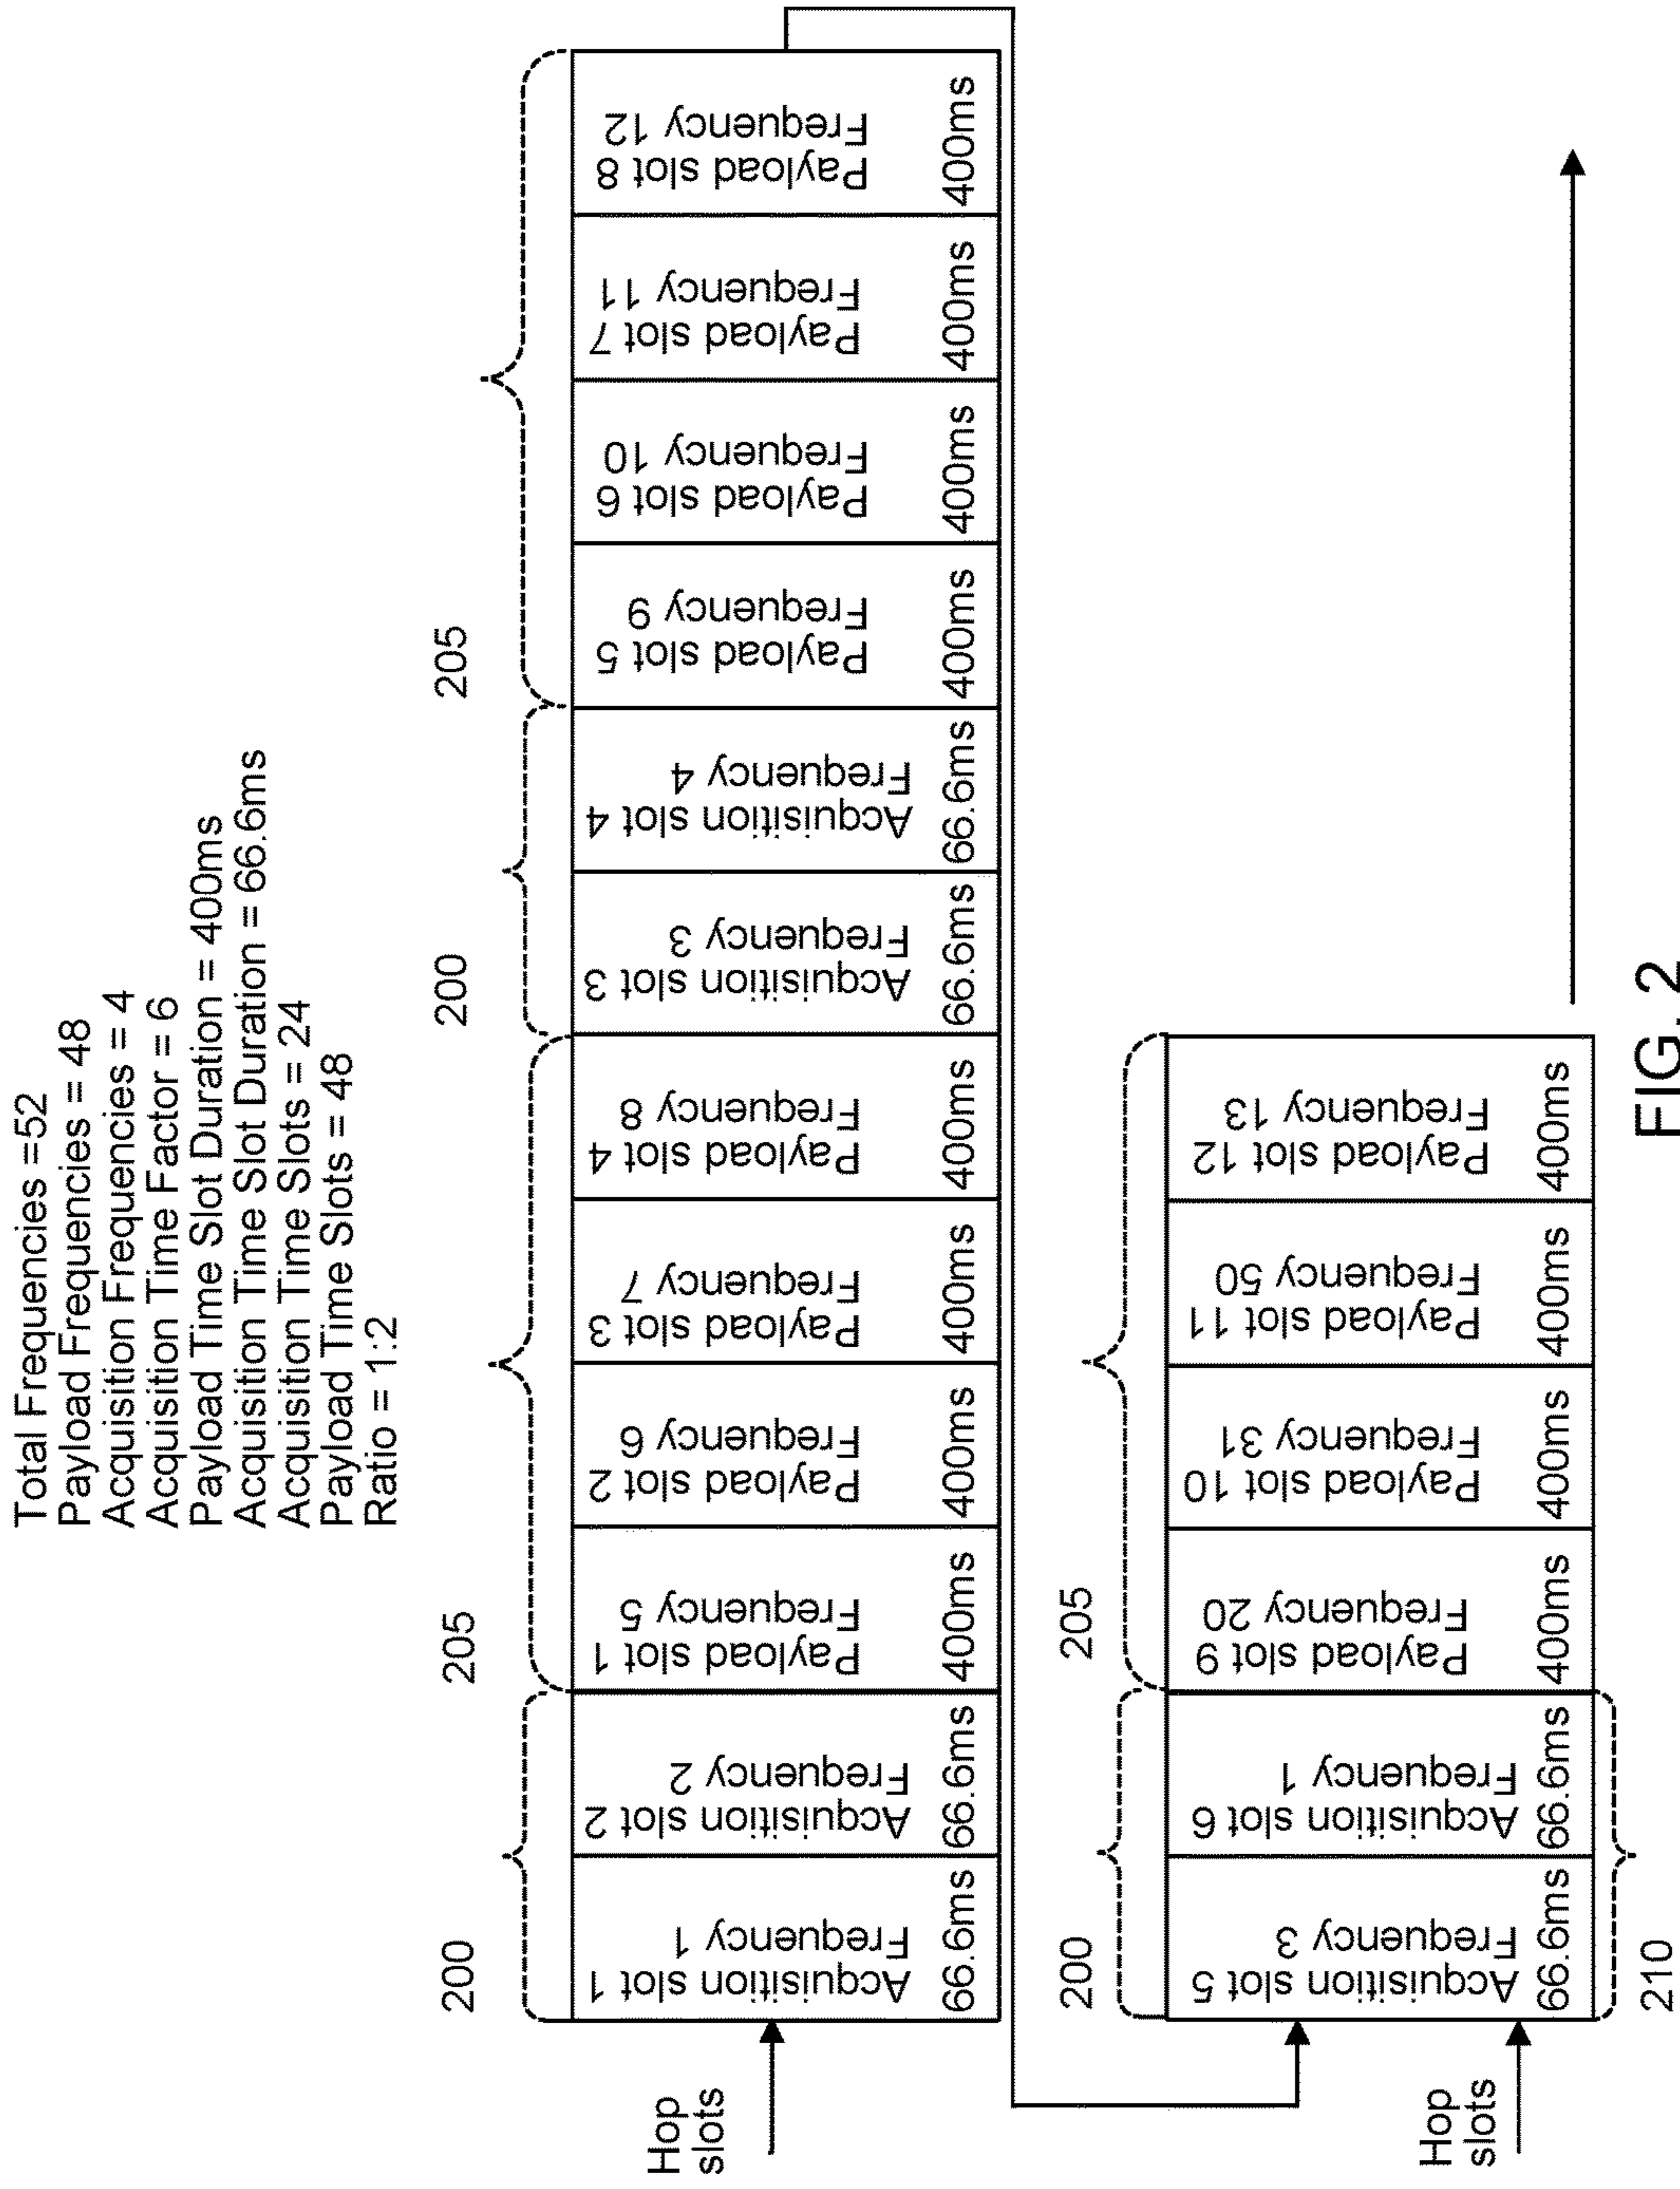 Total Frequencies =52
Payload Frequencies = 48
Acquisition Frequencies = 4
Acquisition Time Factor = 6
Payload Time Slot Duration = 400ms
Acquisition Time Slot Duration = 66.6ms
Acquisition Time Slots = 24
Payload Time Slots = 48
Ratio = 1:2
200
205
200
205
Hop
slots
Acquisition slot 1
Frequency 1
66.6ms
Acquisition slot 2
Frequency 2
66.6ms
Payload slot 1
Frequency 5
400ms
Payload slot 2
Frequency 6
400ms
Payload slot 3
Frequency 7
400ms
Payload slot 4
Frequency 8
400ms
Acquisition slot 3
Frequency 3
66.6ms
Acquisition slot 4
Frequency 4
66.6ms
Payload slot 5
Frequency 9
400ms
Payload slot 6
Frequency 10
400ms
Payload slot 7
Frequency 11
400ms
Payload slot 8
Frequency 12
400ms
200
205
Hop
slots
Acquisition slot 5
Frequency 3
66.6ms
Acquisition slot 6
Frequency 1
66.6ms
Payload slot 9
Frequency 20
400ms
Payload slot 10
Frequency 31
400ms
Payload slot 11
Frequency 50
400ms
Payload slot 12
Frequency 13
400ms
210
FIG. 2